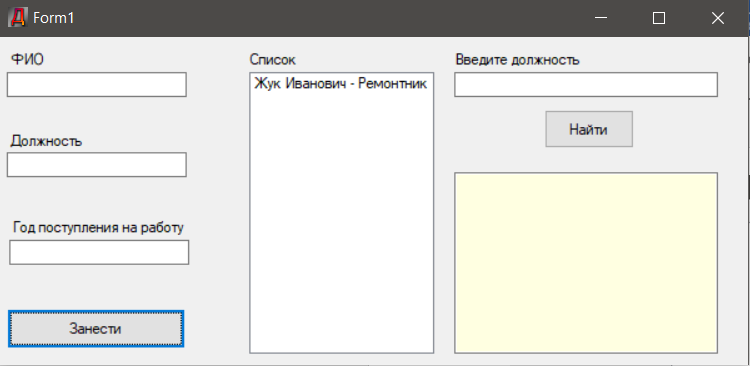 Form1
ФИО
Должность
Год поступления на работу
Занести
Список
Жук Иванович - Ремонтник
Введите должность
Найти